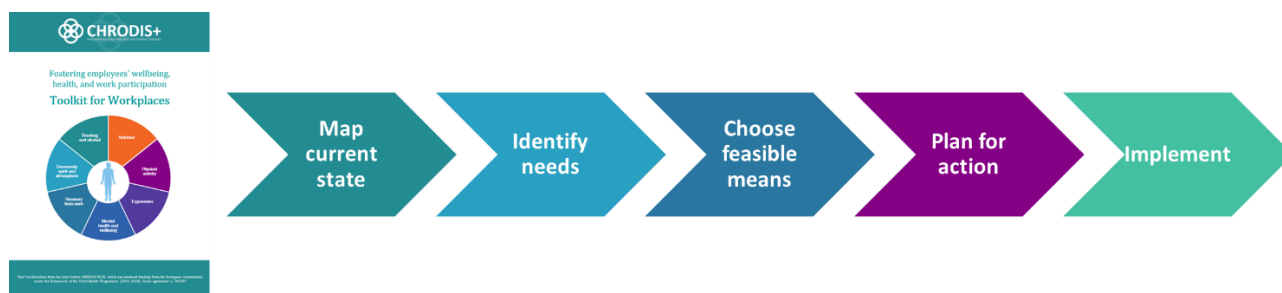 CHRODIS+
Fostering employees' wellbeing,
health, and work participation
Toolkit for Workplaces
Smoking
and alcohol
Nutrition
Community
spirit and
atmosphere
Physical
activity
Recovery
from work
Ergonomics
Mental
health and
wellbeing
Map
current
state
Identify
needs
Choose
feasible
means
Plan for
action
Implement